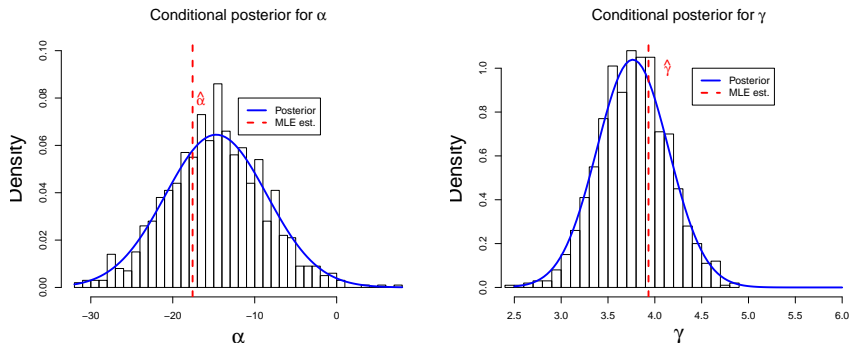 Conditional posterior for α
Density
0.00 0.02 0.04 0.06 0.08 0.10
α̂
Posterior
MLE est.
−30 −20 −10 0
α
Conditional posterior for γ
Density
0.0 0.2 0.4 0.6 0.8 1.0
γ̂
Posterior
MLE est.
2.5 3.0 3.5 4.0 4.5 5.0 5.5 6.0
γ